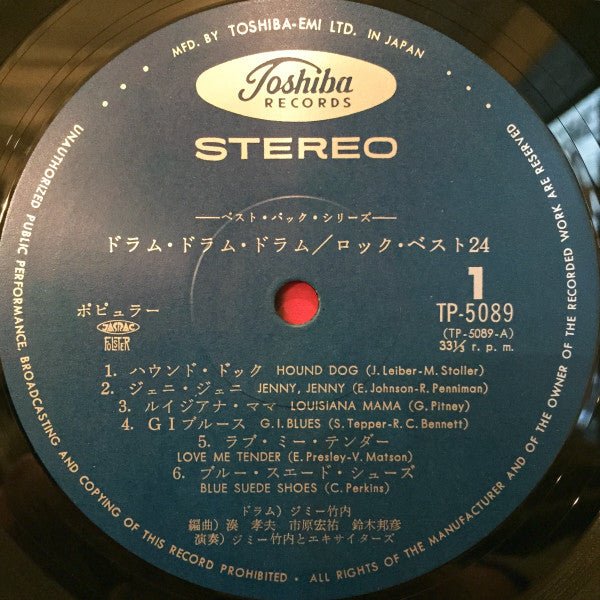 MFD. BY TOSHIBA-EMI LTD. IN JAPAN
Toshiba
RECORDS
STEREO
—ベスト・パック・シリーズ—
ドラム・ドラム・ドラム／ロック・ベスト24
1
ポピュラー
TP-5089
JASRAC
(TP-5089-A)
POLSTER
33⅓ r. p. m.
1. ハウンド・ドック HOUND DOG (J. Leiber-M. Stoller)
2. ジェニ・ジェニ JENNY, JENNY (E. Johnson-R. Penniman)
3. ルイジアナ・ママ LOUISIANA MAMA (G. Pitney)
4. GIブルース G.I. BLUES (S. Tepper-R. C. Bennett)
5. ラブ・ミー・テンダー
LOVE ME TENDER (E. Presley-V. Matson)
6. ブルー・スエード・シューズ
BLUE SUEDE SHOES (C. Perkins)
ドラム）ジミー竹内
編曲）湊 孝夫 市原宏祐 鈴木邦彦
演奏）ジミー竹内とエキサイターズ
UNAUTHORIZED PUBLIC PERFORMANCE, BROADCASTING AND COPYING OF THIS RECORD PROHIBITED • ALL RIGHTS OF THE MANUFACTURER AND OF THE OWNER OF THE RECORDED WORK ARE RESERVED